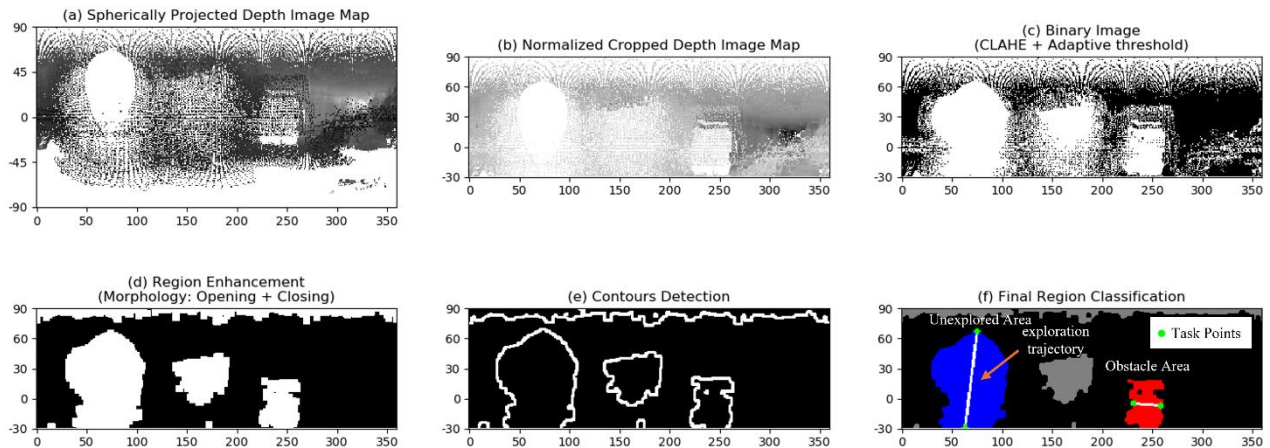 (a) Spherically Projected Depth Image Map
90
45
0
-45
-90
0 50 100 150 200 250 300 350
(b) Normalized Cropped Depth Image Map
90
60
30
0
-30
0 50 100 150 200 250 300 350
(c) Binary Image
(CLAHE + Adaptive threshold)
90
60
30
0
-30
0 50 100 150 200 250 300 350
(d) Region Enhancement
(Morphology: Opening + Closing)
90
60
30
0
-30
0 50 100 150 200 250 300 350
(e) Contours Detection
90
60
30
0
-30
0 50 100 150 200 250 300 350
(f) Final Region Classification
90
60
30
0
-30
Unexplored Area
exploration
trajectory
Task Points
Obstacle Area
0 50 100 150 200 250 300 350